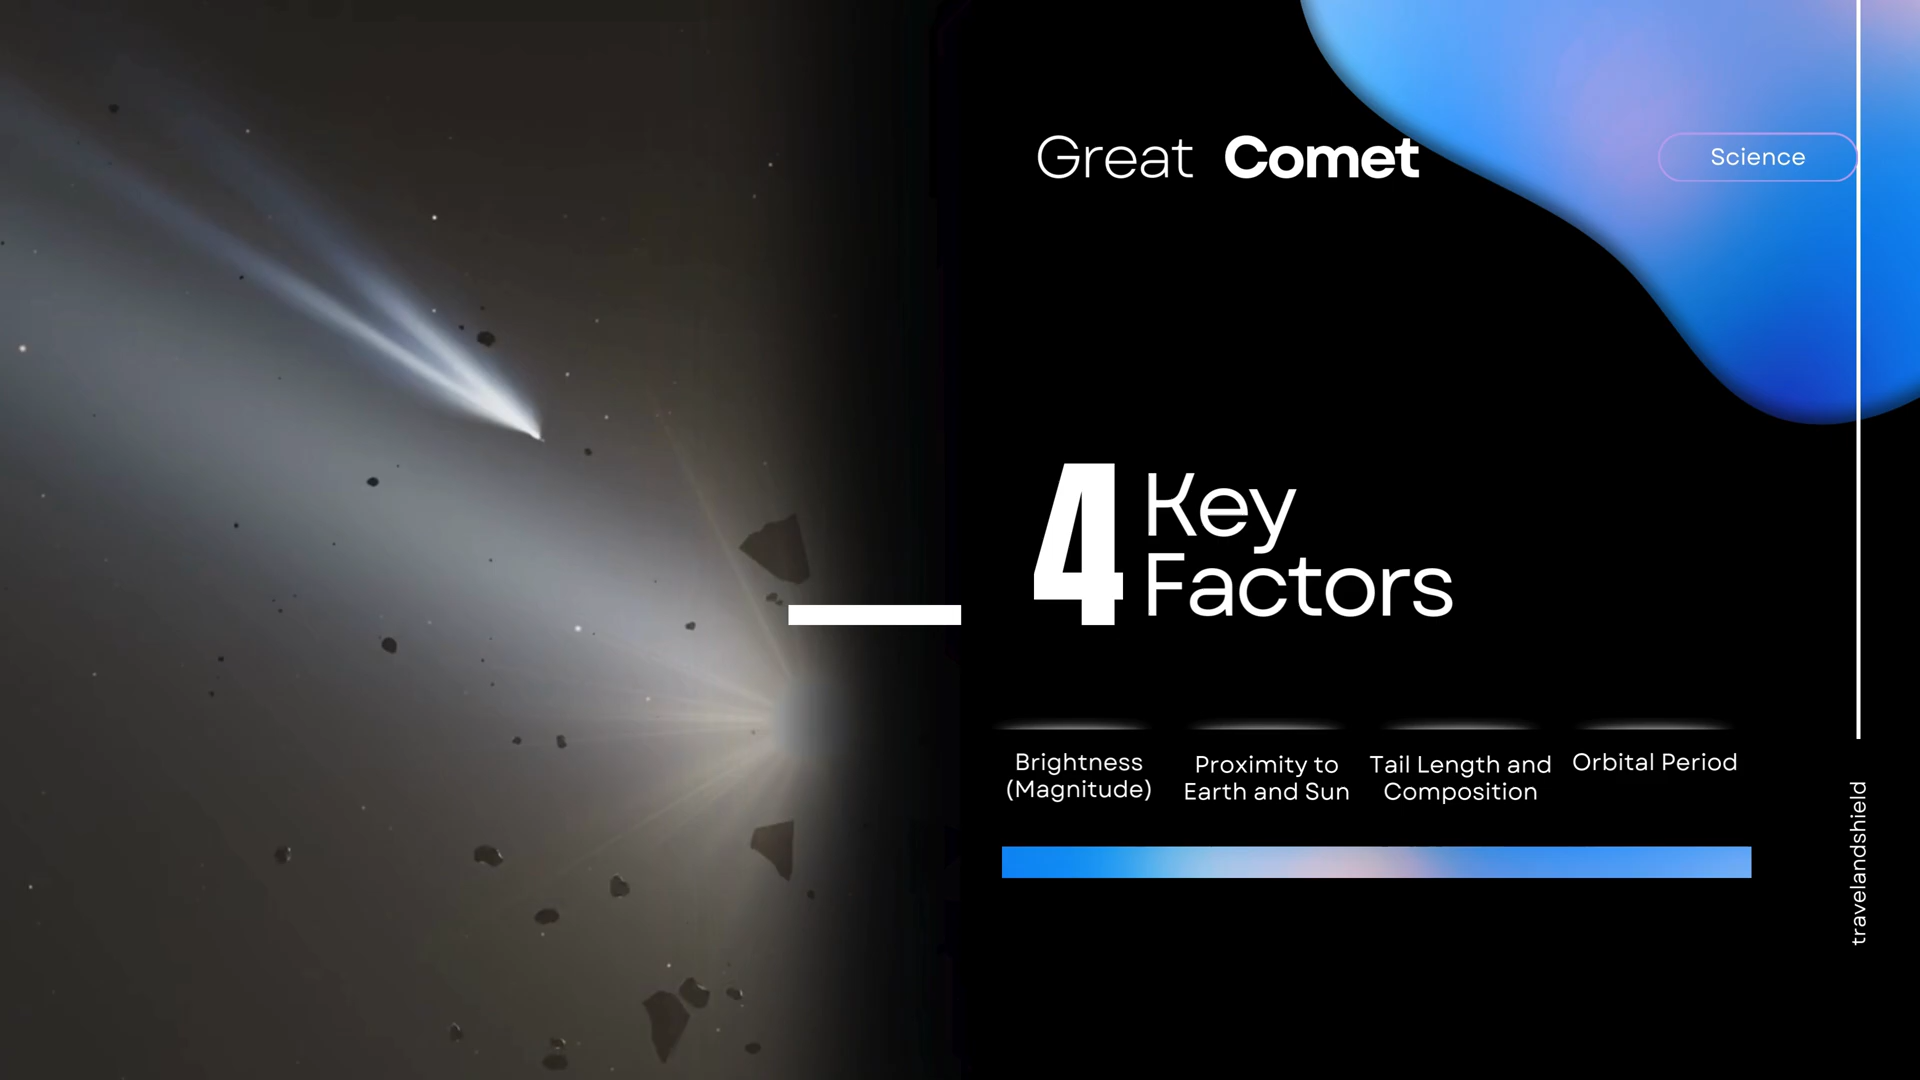 Great Comet
Science
4 Key
Factors
Brightness
(Magnitude)
Proximity to
Earth and Sun
Tail Length and
Composition
Orbital Period
travelandshield